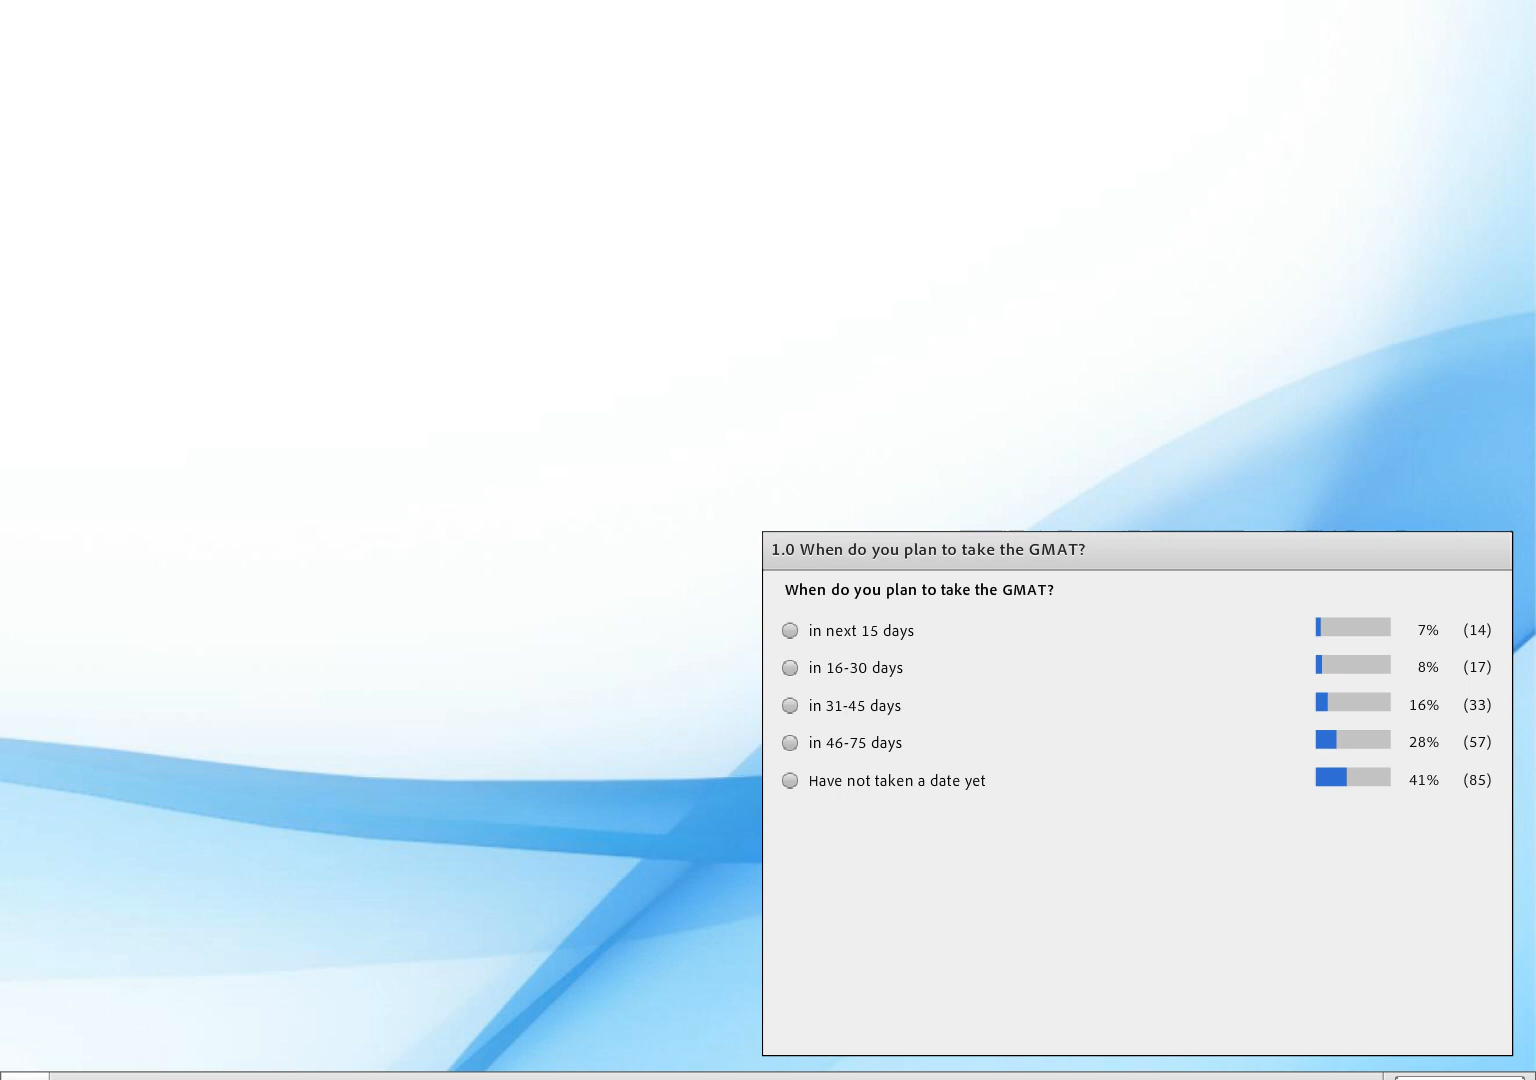 1.0 When do you plan to take the GMAT?
When do you plan to take the GMAT?
in next 15 days 7% (14)
in 16-30 days 8% (17)
in 31-45 days 16% (33)
in 46-75 days 28% (57)
Have not taken a date yet 41% (85)